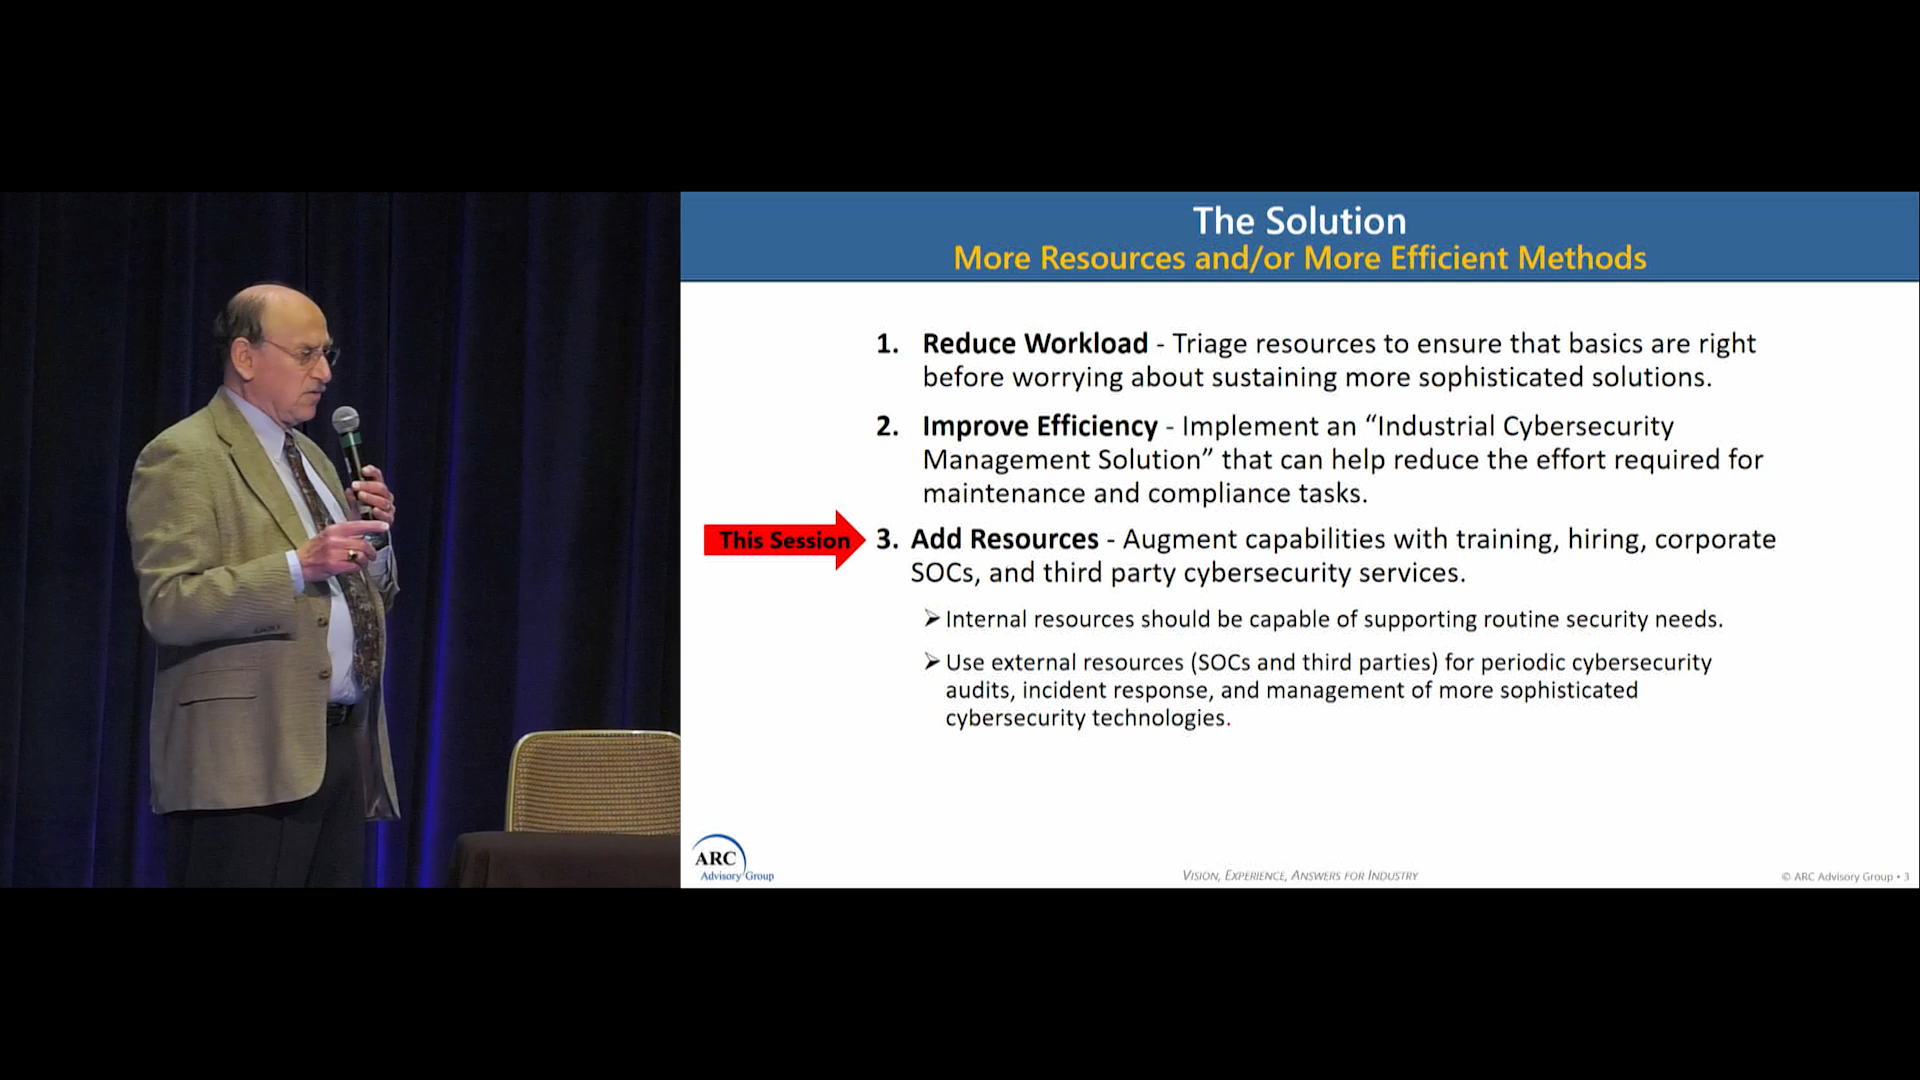 The Solution
More Resources and/or More Efficient Methods
1. Reduce Workload - Triage resources to ensure that basics are right
before worrying about sustaining more sophisticated solutions.
2. Improve Efficiency - Implement an “Industrial Cybersecurity
Management Solution” that can help reduce the effort required for
maintenance and compliance tasks.
This Session
3. Add Resources - Augment capabilities with training, hiring, corporate
SOCs, and third party cybersecurity services.
➢ Internal resources should be capable of supporting routine security needs.
➢ Use external resources (SOCs and third parties) for periodic cybersecurity
audits, incident response, and management of more sophisticated
cybersecurity technologies.
ARC
Advisory Group
VISION, EXPERIENCE, ANSWERS FOR INDUSTRY
© ARC Advisory Group • 3